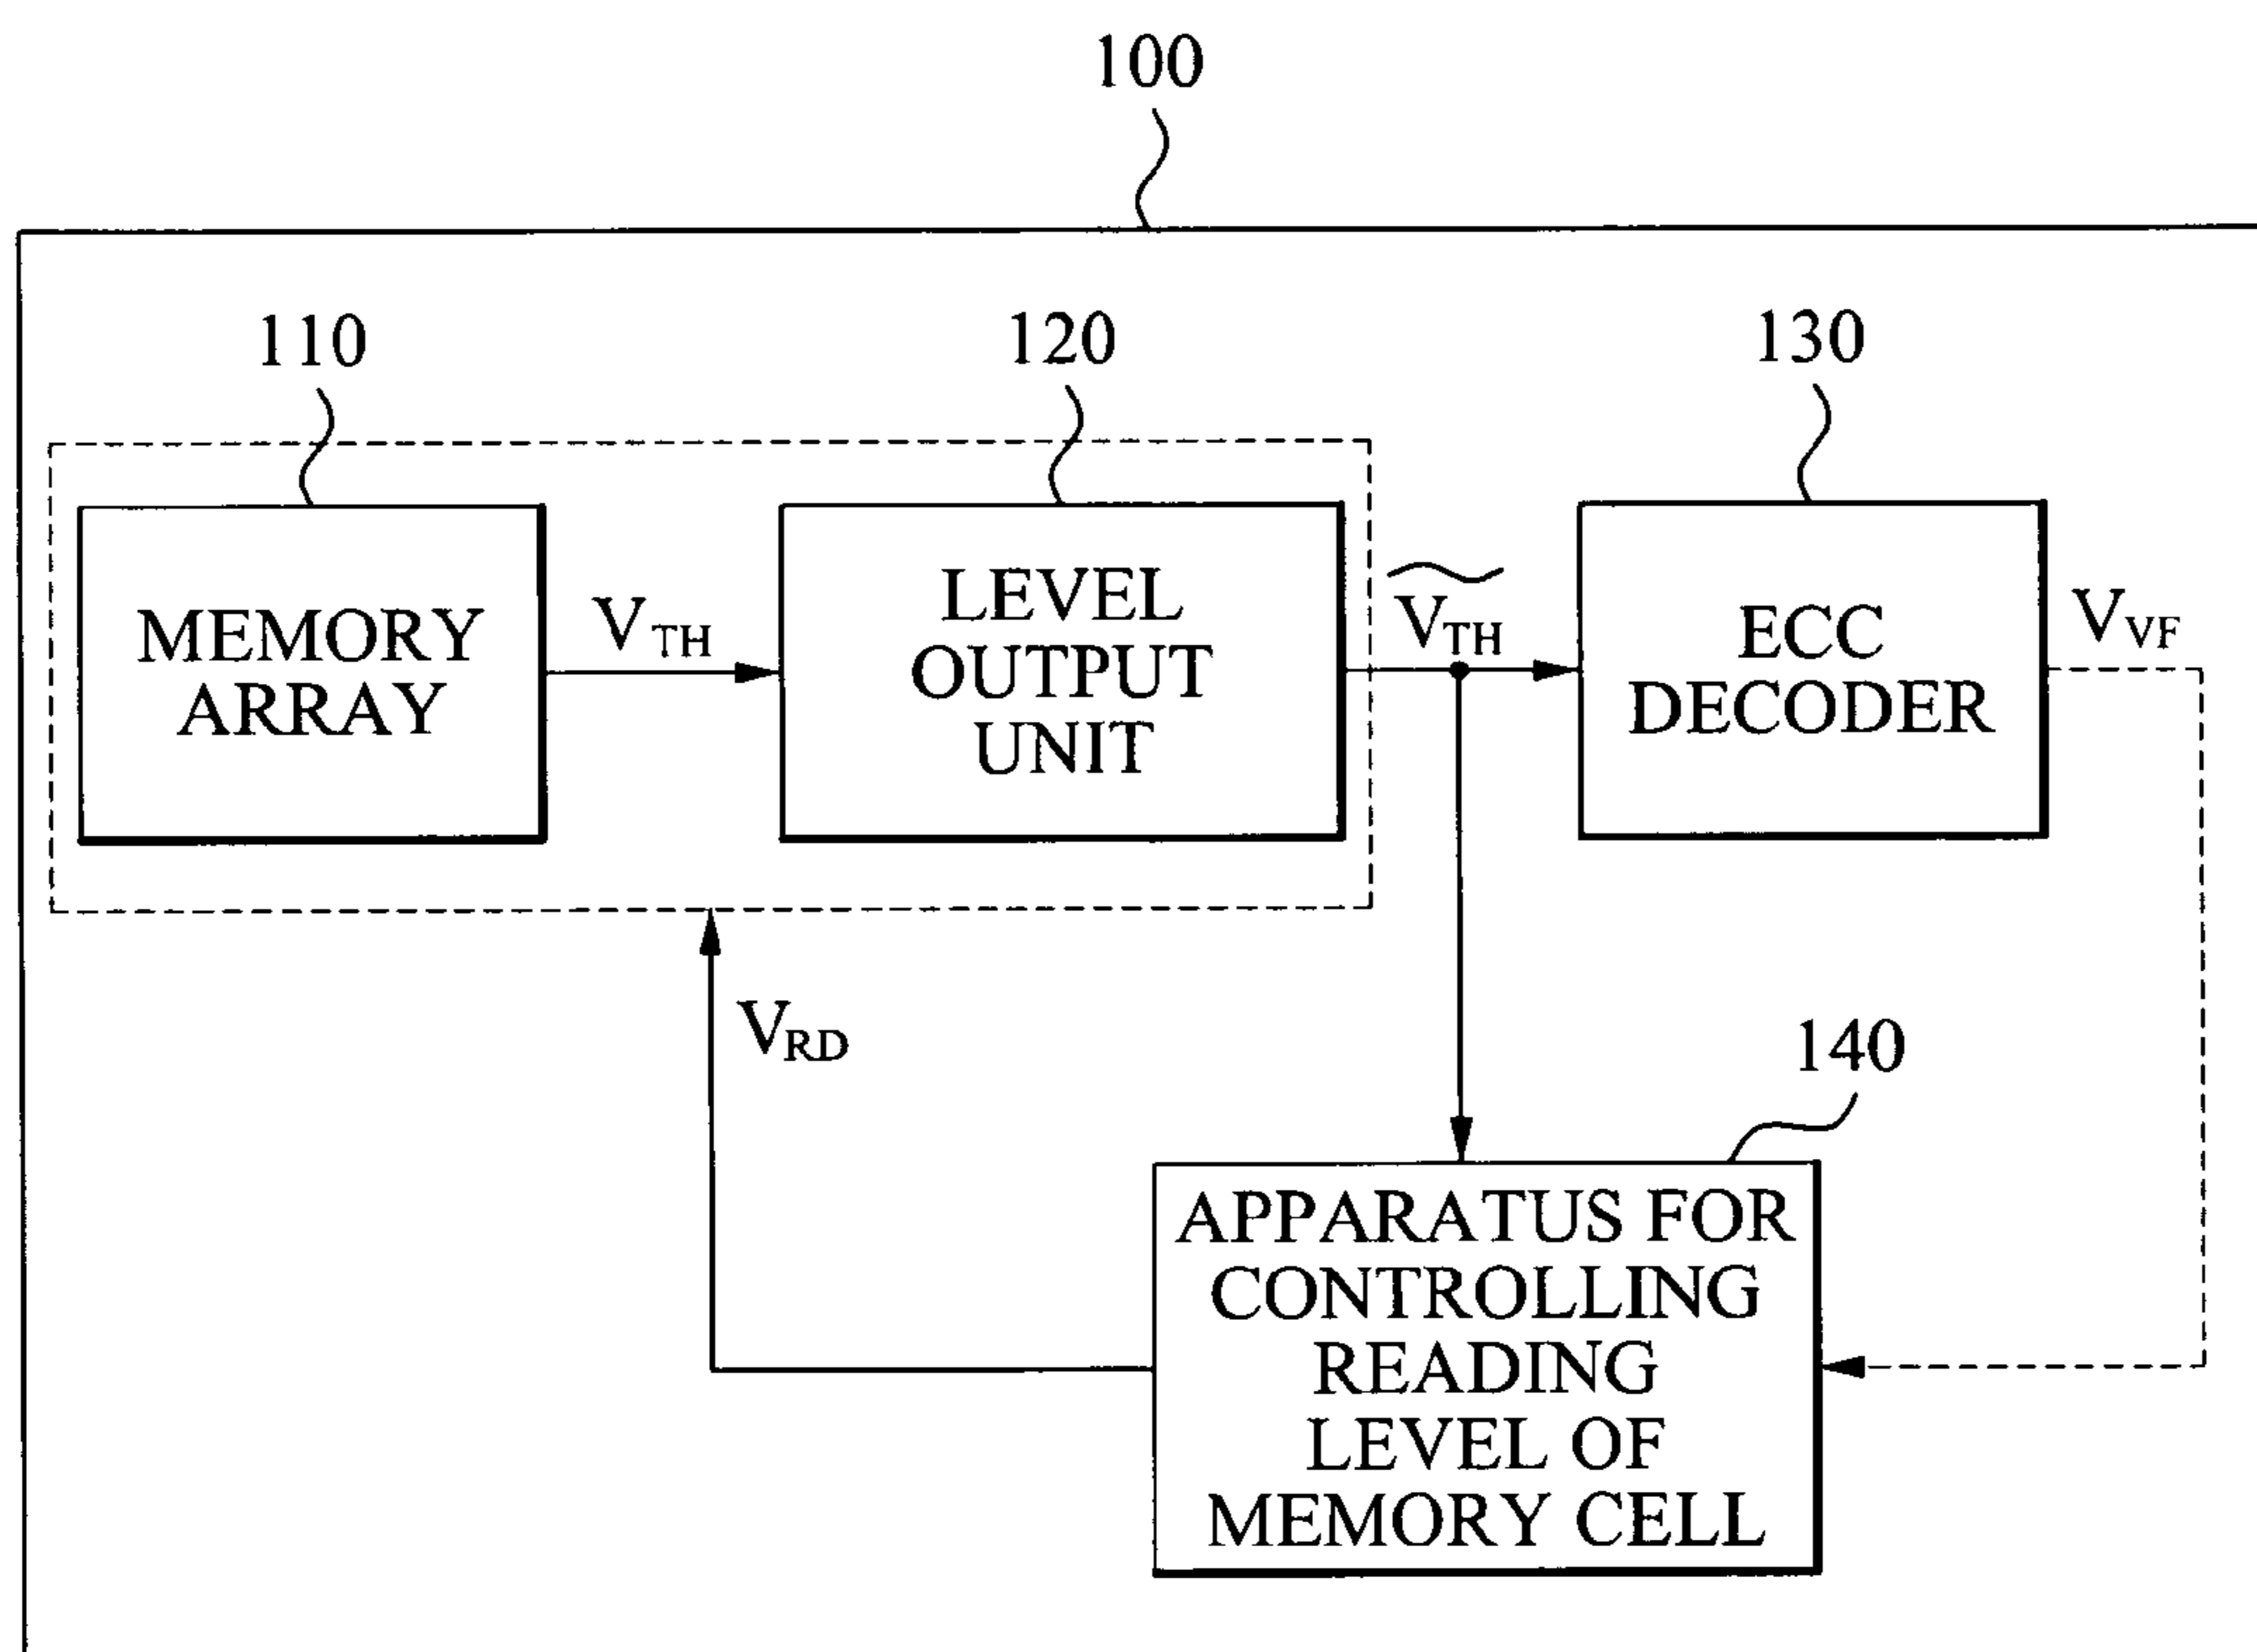 100
110
120
130
MEMORY
ARRAY
V_TH
LEVEL
OUTPUT
UNIT
Ṽ_TH
ECC
DECODER
V_VF
V_RD
140
APPARATUS FOR
CONTROLLING
READING
LEVEL OF
MEMORY CELL